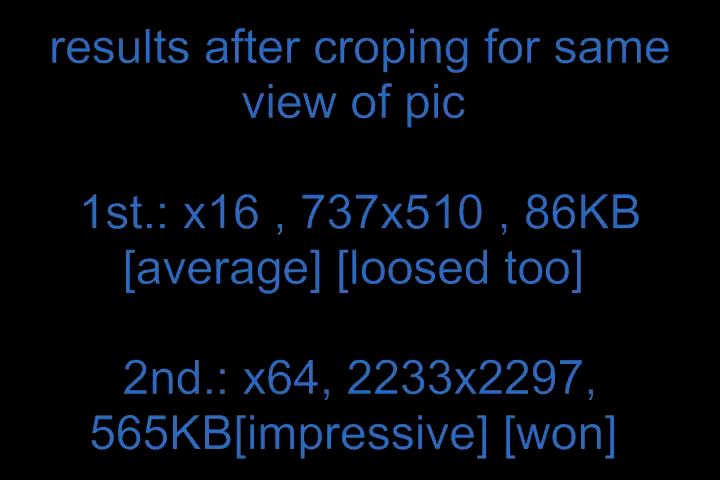 results after croping for same
view of pic
1st.: x16 , 737x510 , 86KB
[average] [loosed too]
2nd.: x64, 2233x2297,
565KB[impressive] [won]